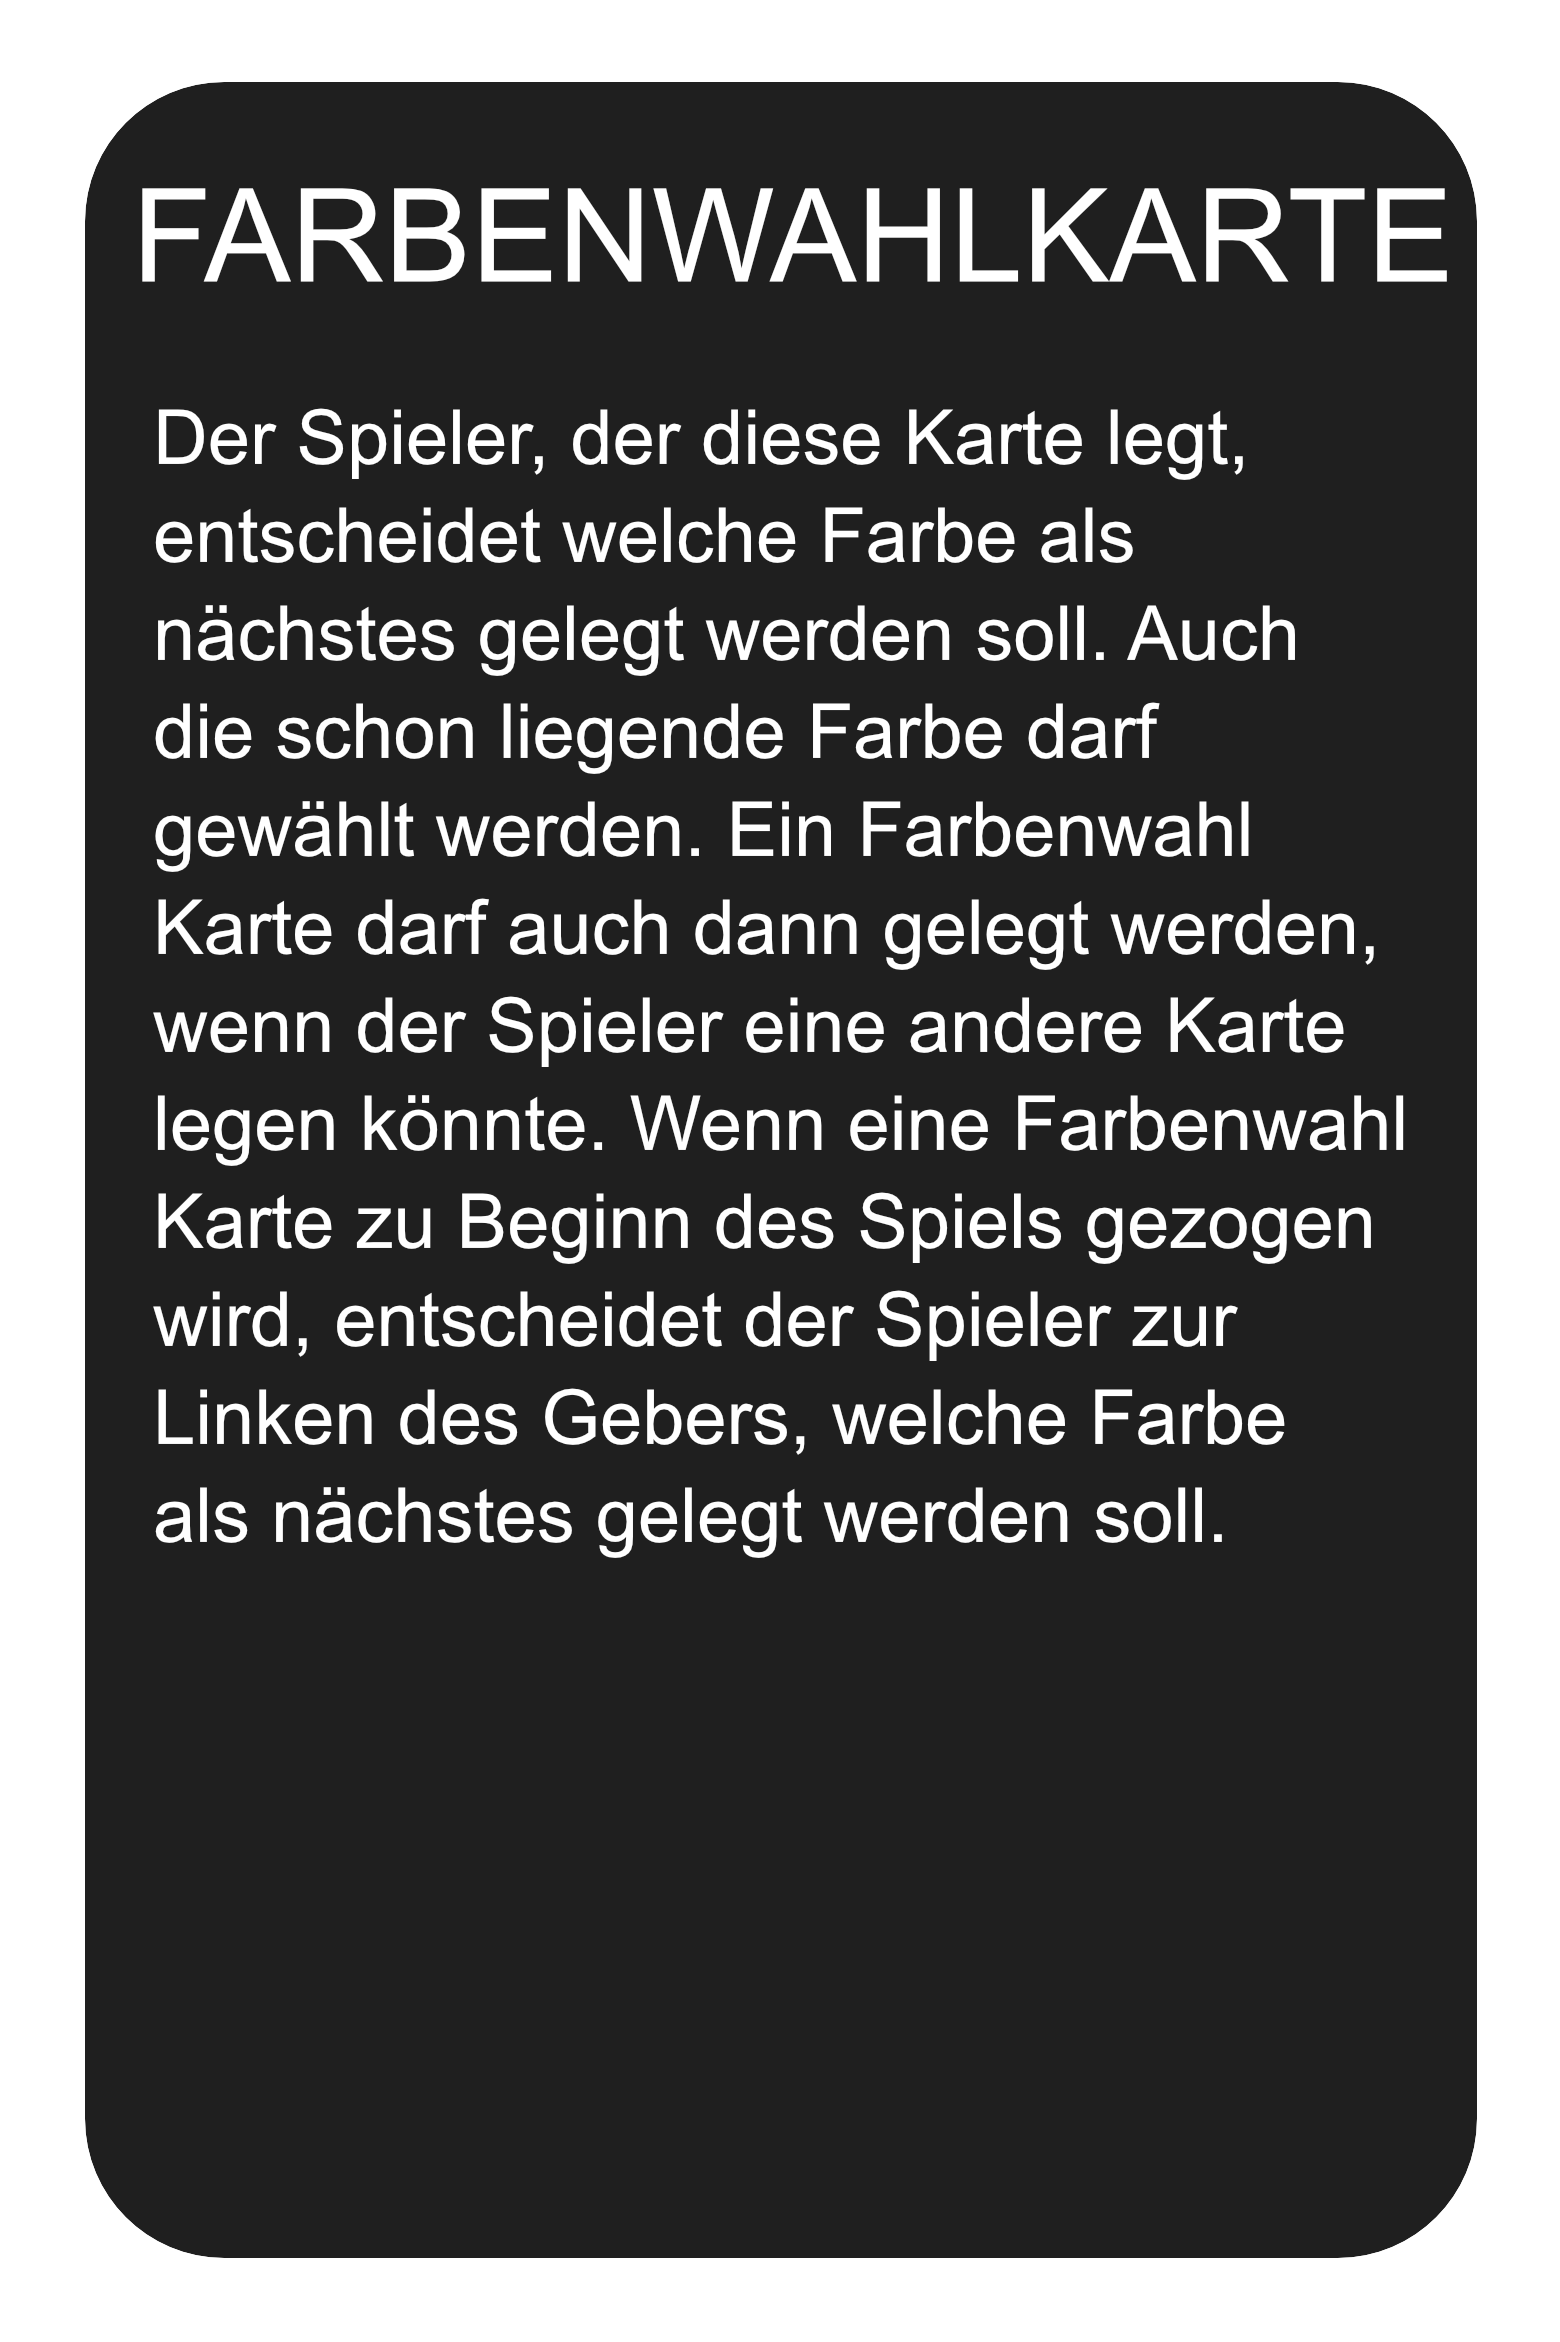 FARBENWAHLKARTE
Der Spieler, der diese Karte legt,
entscheidet welche Farbe als
nächstes gelegt werden soll. Auch
die schon liegende Farbe darf
gewählt werden. Ein Farbenwahl
Karte darf auch dann gelegt werden,
wenn der Spieler eine andere Karte
legen könnte. Wenn eine Farbenwahl
Karte zu Beginn des Spiels gezogen
wird, entscheidet der Spieler zur
Linken des Gebers, welche Farbe
als nächstes gelegt werden soll.